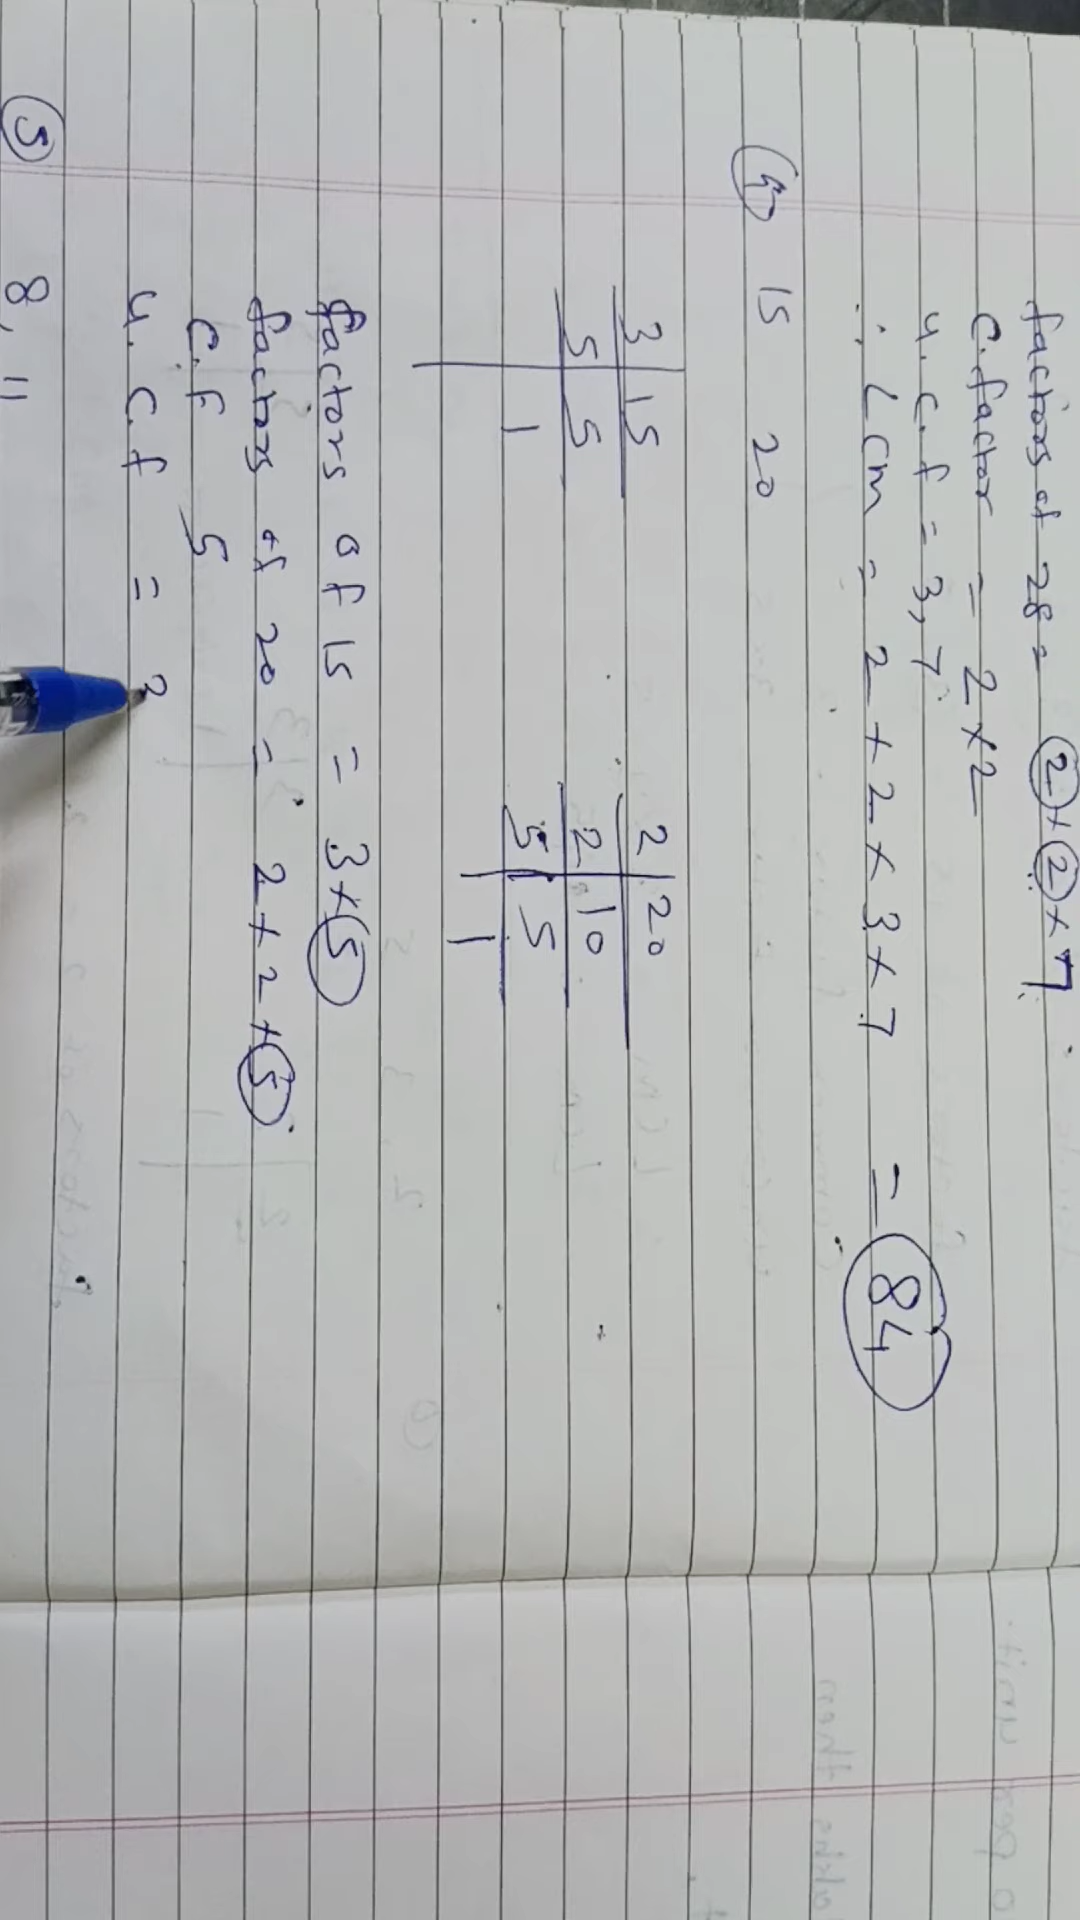 factors of 28 = 2 × 2 × 7
C.factor = 2 × 2
u.c.f = 3, 7
∴ Lcm = 2 × 2 × 3 × 7 = 84
④ 15 20
3 | 15
5 | 5
1
2 | 20
2 | 10
5 | 5
1
factors of 15 = 3 × 5
factors of 20 = 2 × 2 × 5
C.F 5
u.c.f = 2
⑤ 8, 11